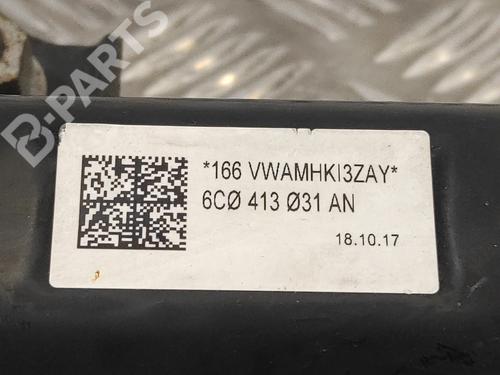 B-PARTS
*166 VWAMHKI3ZAY*
6CØ 413 Ø31 AN
18.10.17